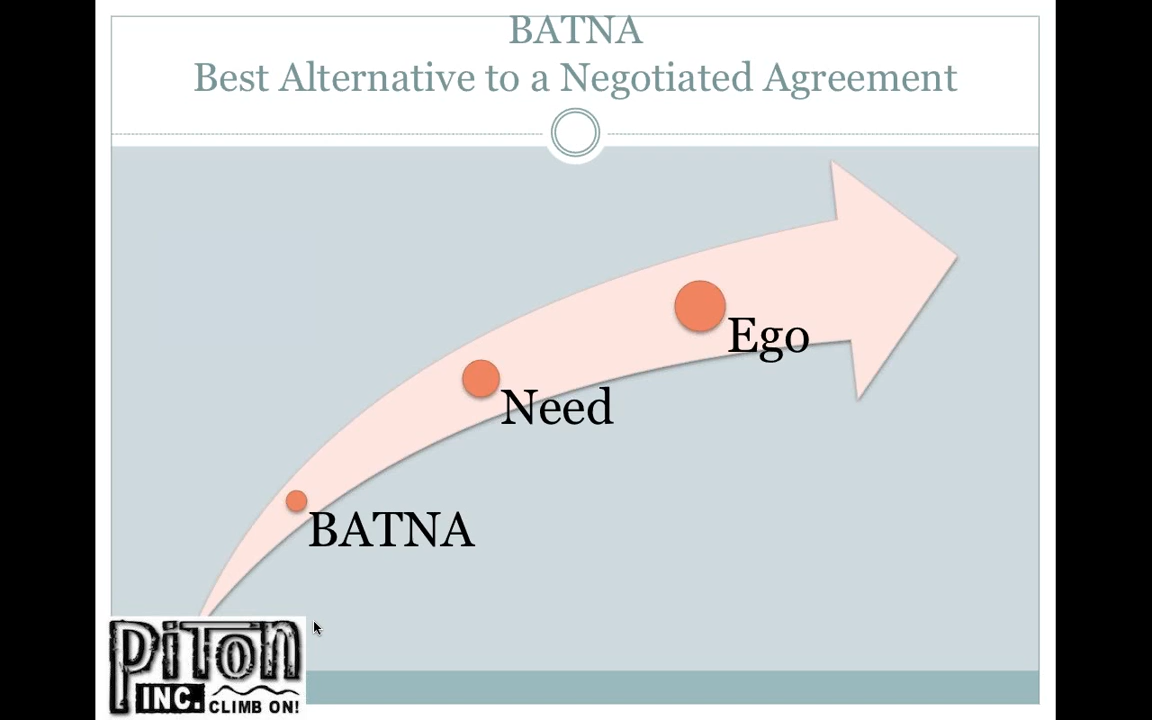 BATNA
Best Alternative to a Negotiated Agreement
Ego
Need
BATNA
PiTon
INC. CLIMB ON!